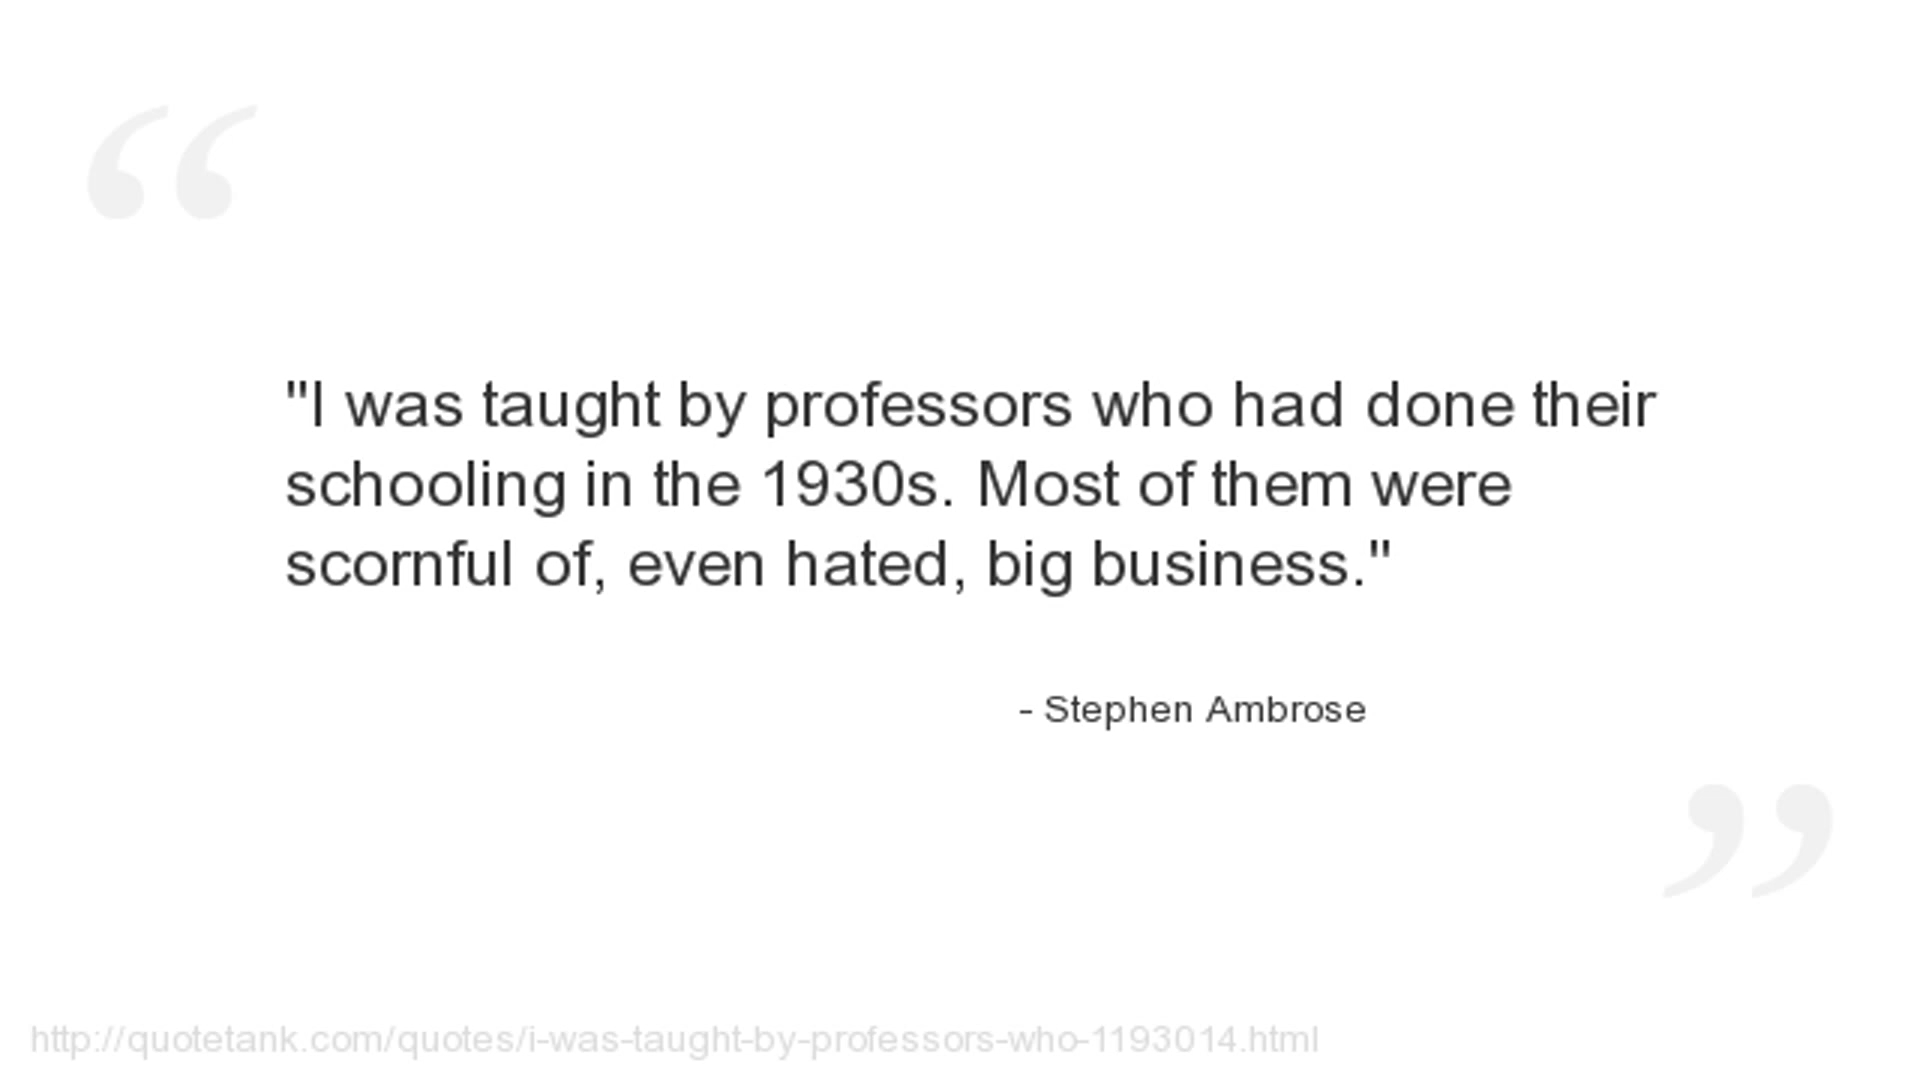 "I was taught by professors who had done their
schooling in the 1930s. Most of them were
scornful of, even hated, big business."
- Stephen Ambrose
http://quotetank.com/quotes/i-was-taught-by-professors-who-1193014.html